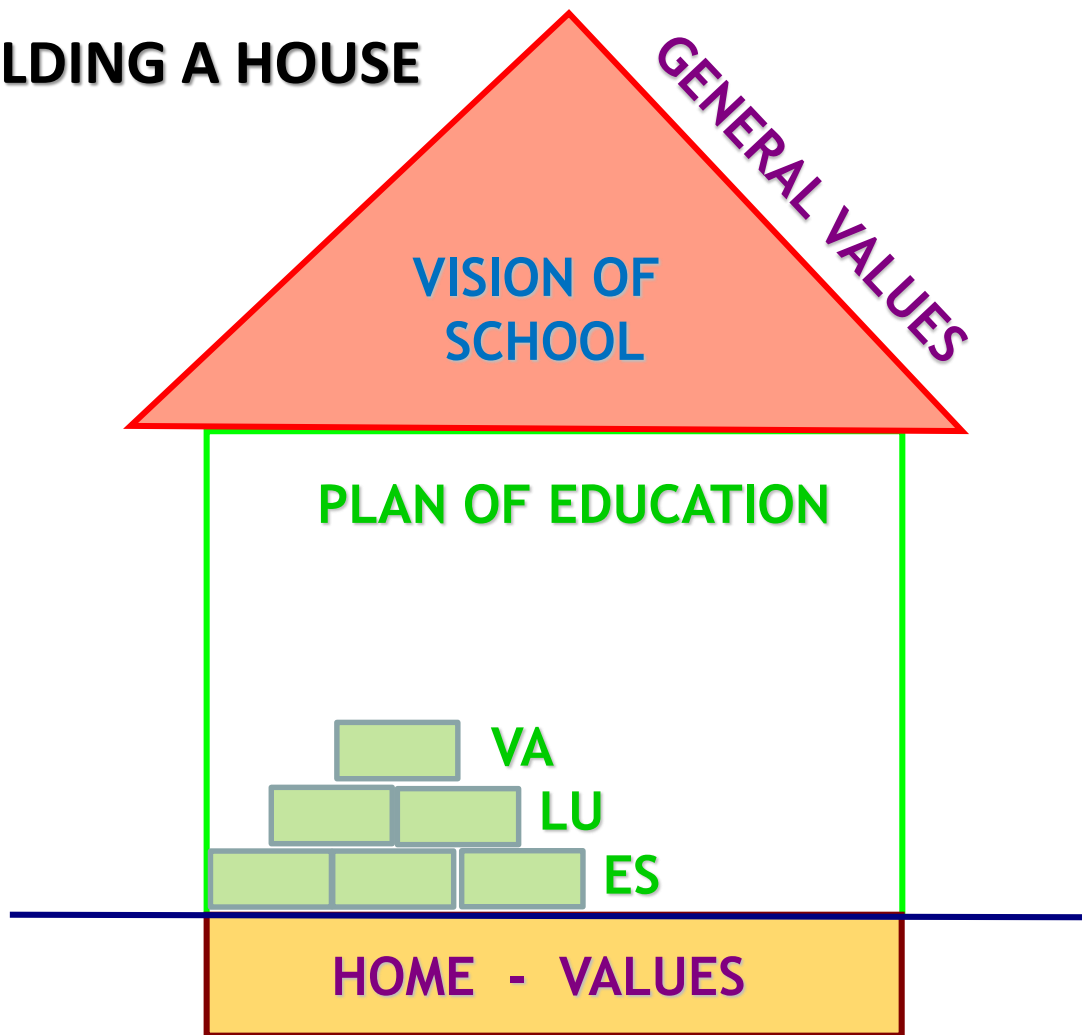 LDING A HOUSE
GENERAL VALUES
VISION OF
SCHOOL
PLAN OF EDUCATION
VA
LU
ES
HOME - VALUES